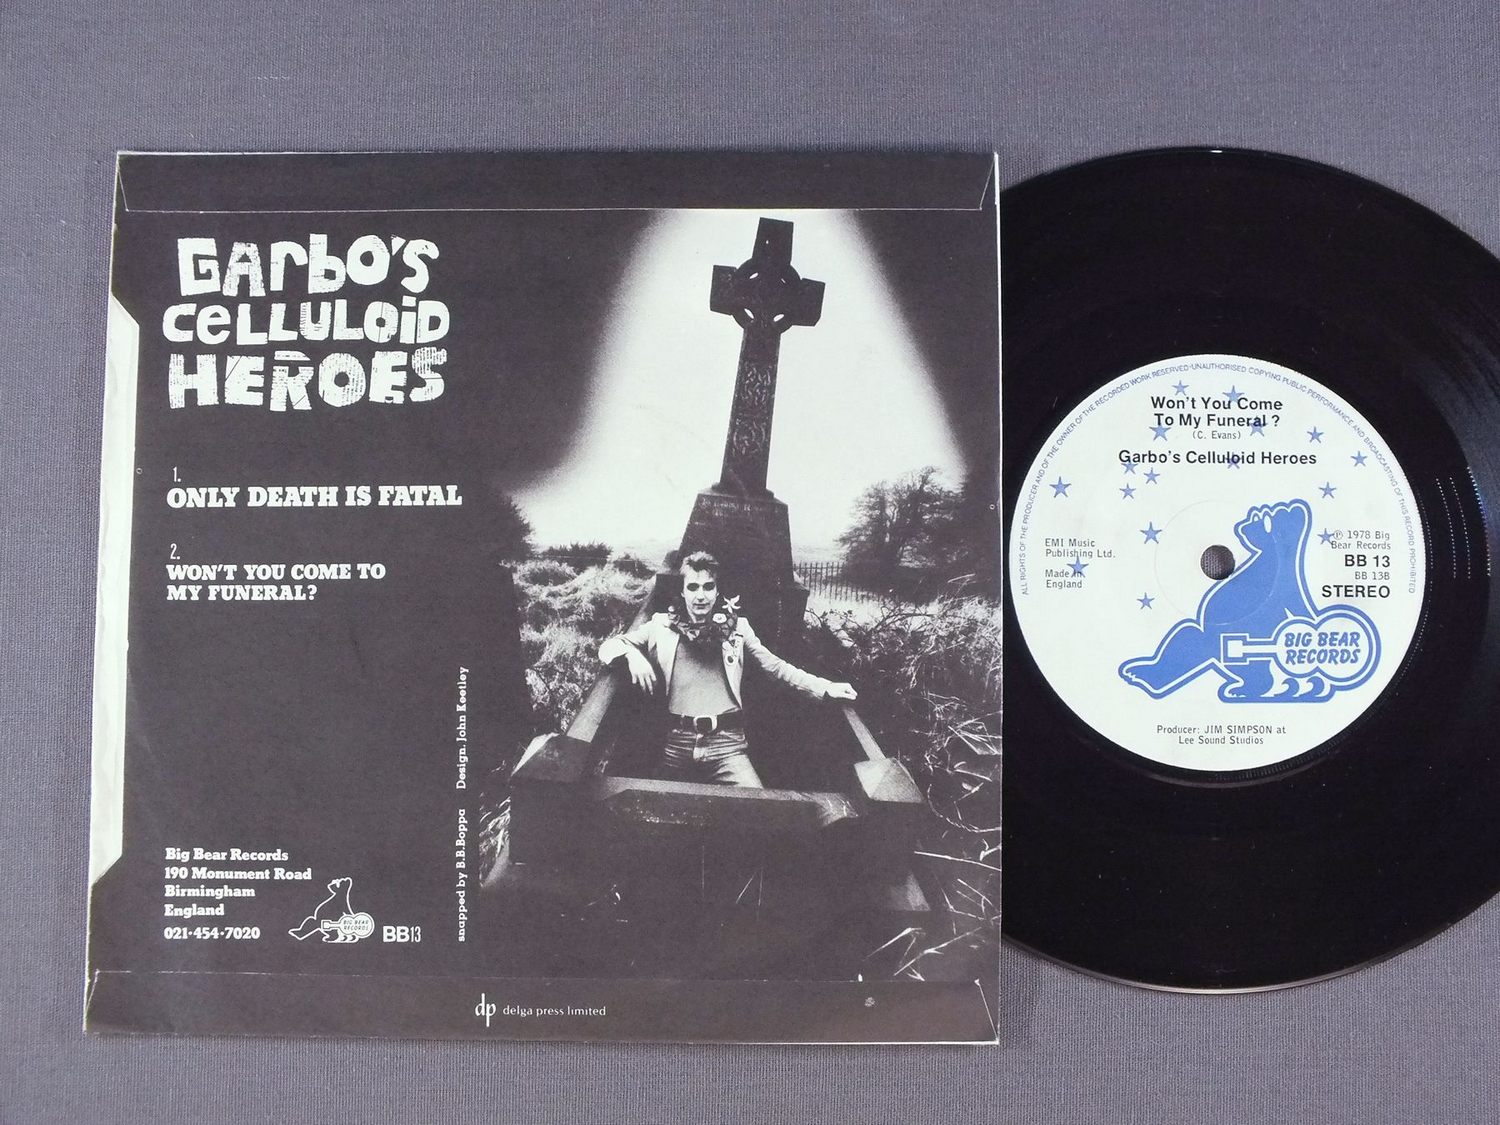 GArbO'S
CeLLULOiD
HEROES
1.
ONLY DEATH IS FATAL
2.
WON'T YOU COME TO
MY FUNERAL?
snapped by B.B.Boppa Design. John Keetley
Big Bear Records
190 Monument Road
Birmingham
England
021·454·7020
BIG BEAR
RECORDS
BB13
dp delga press limited
ALL RIGHTS OF THE PRODUCER AND OF THE OWNER OF THE RECORDED WORK RESERVED·UNAUTHORISED COPYING PUBLIC PERFORMANCE AND BROADCASTING OF THIS RECORD PROHIBITED
Won't You Come
To My Funeral ?
(C. Evans)
Garbo's Celluloid Heroes
EMI Music
Publishing Ltd.
Made in
England
℗ 1978 Big
Bear Records
BB 13
BB 13B
STEREO
BIG BEAR
RECORDS
Producer: JIM SIMPSON at
Lee Sound Studios